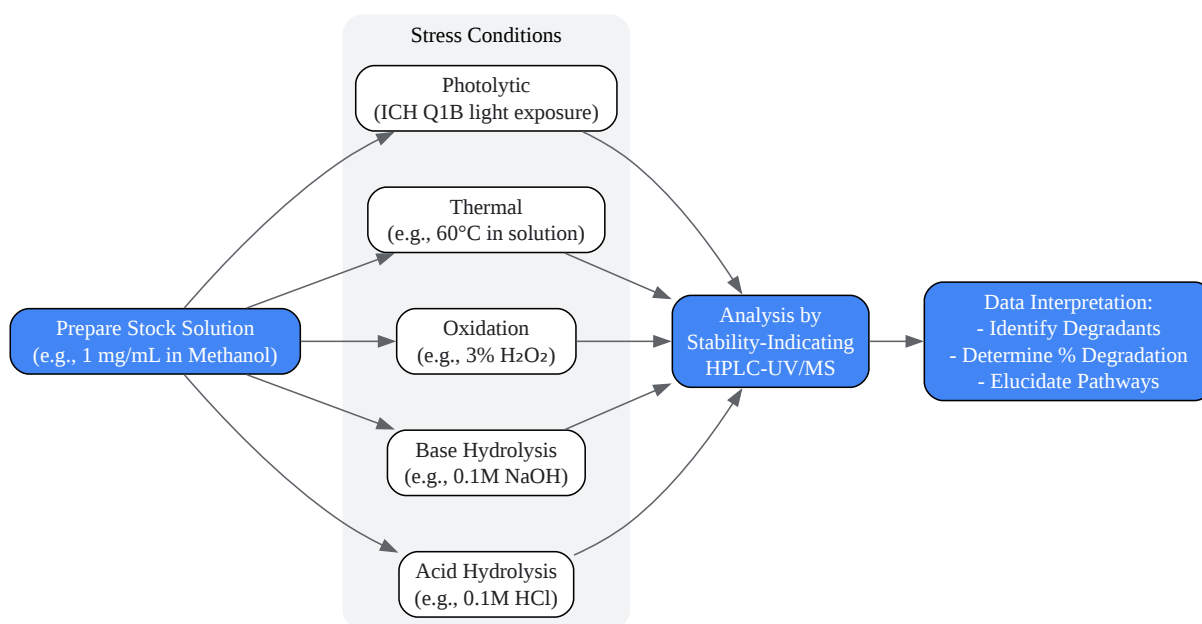 Stress Conditions
Photolytic
(ICH Q1B light exposure)
Thermal
(e.g., 60°C in solution)
Prepare Stock Solution
(e.g., 1 mg/mL in Methanol)
Oxidation
(e.g., 3% H₂O₂)
Base Hydrolysis
(e.g., 0.1M NaOH)
Acid Hydrolysis
(e.g., 0.1M HCl)
Analysis by
Stability-Indicating
HPLC-UV/MS
Data Interpretation:
- Identify Degradants
- Determine % Degradation
- Elucidate Pathways